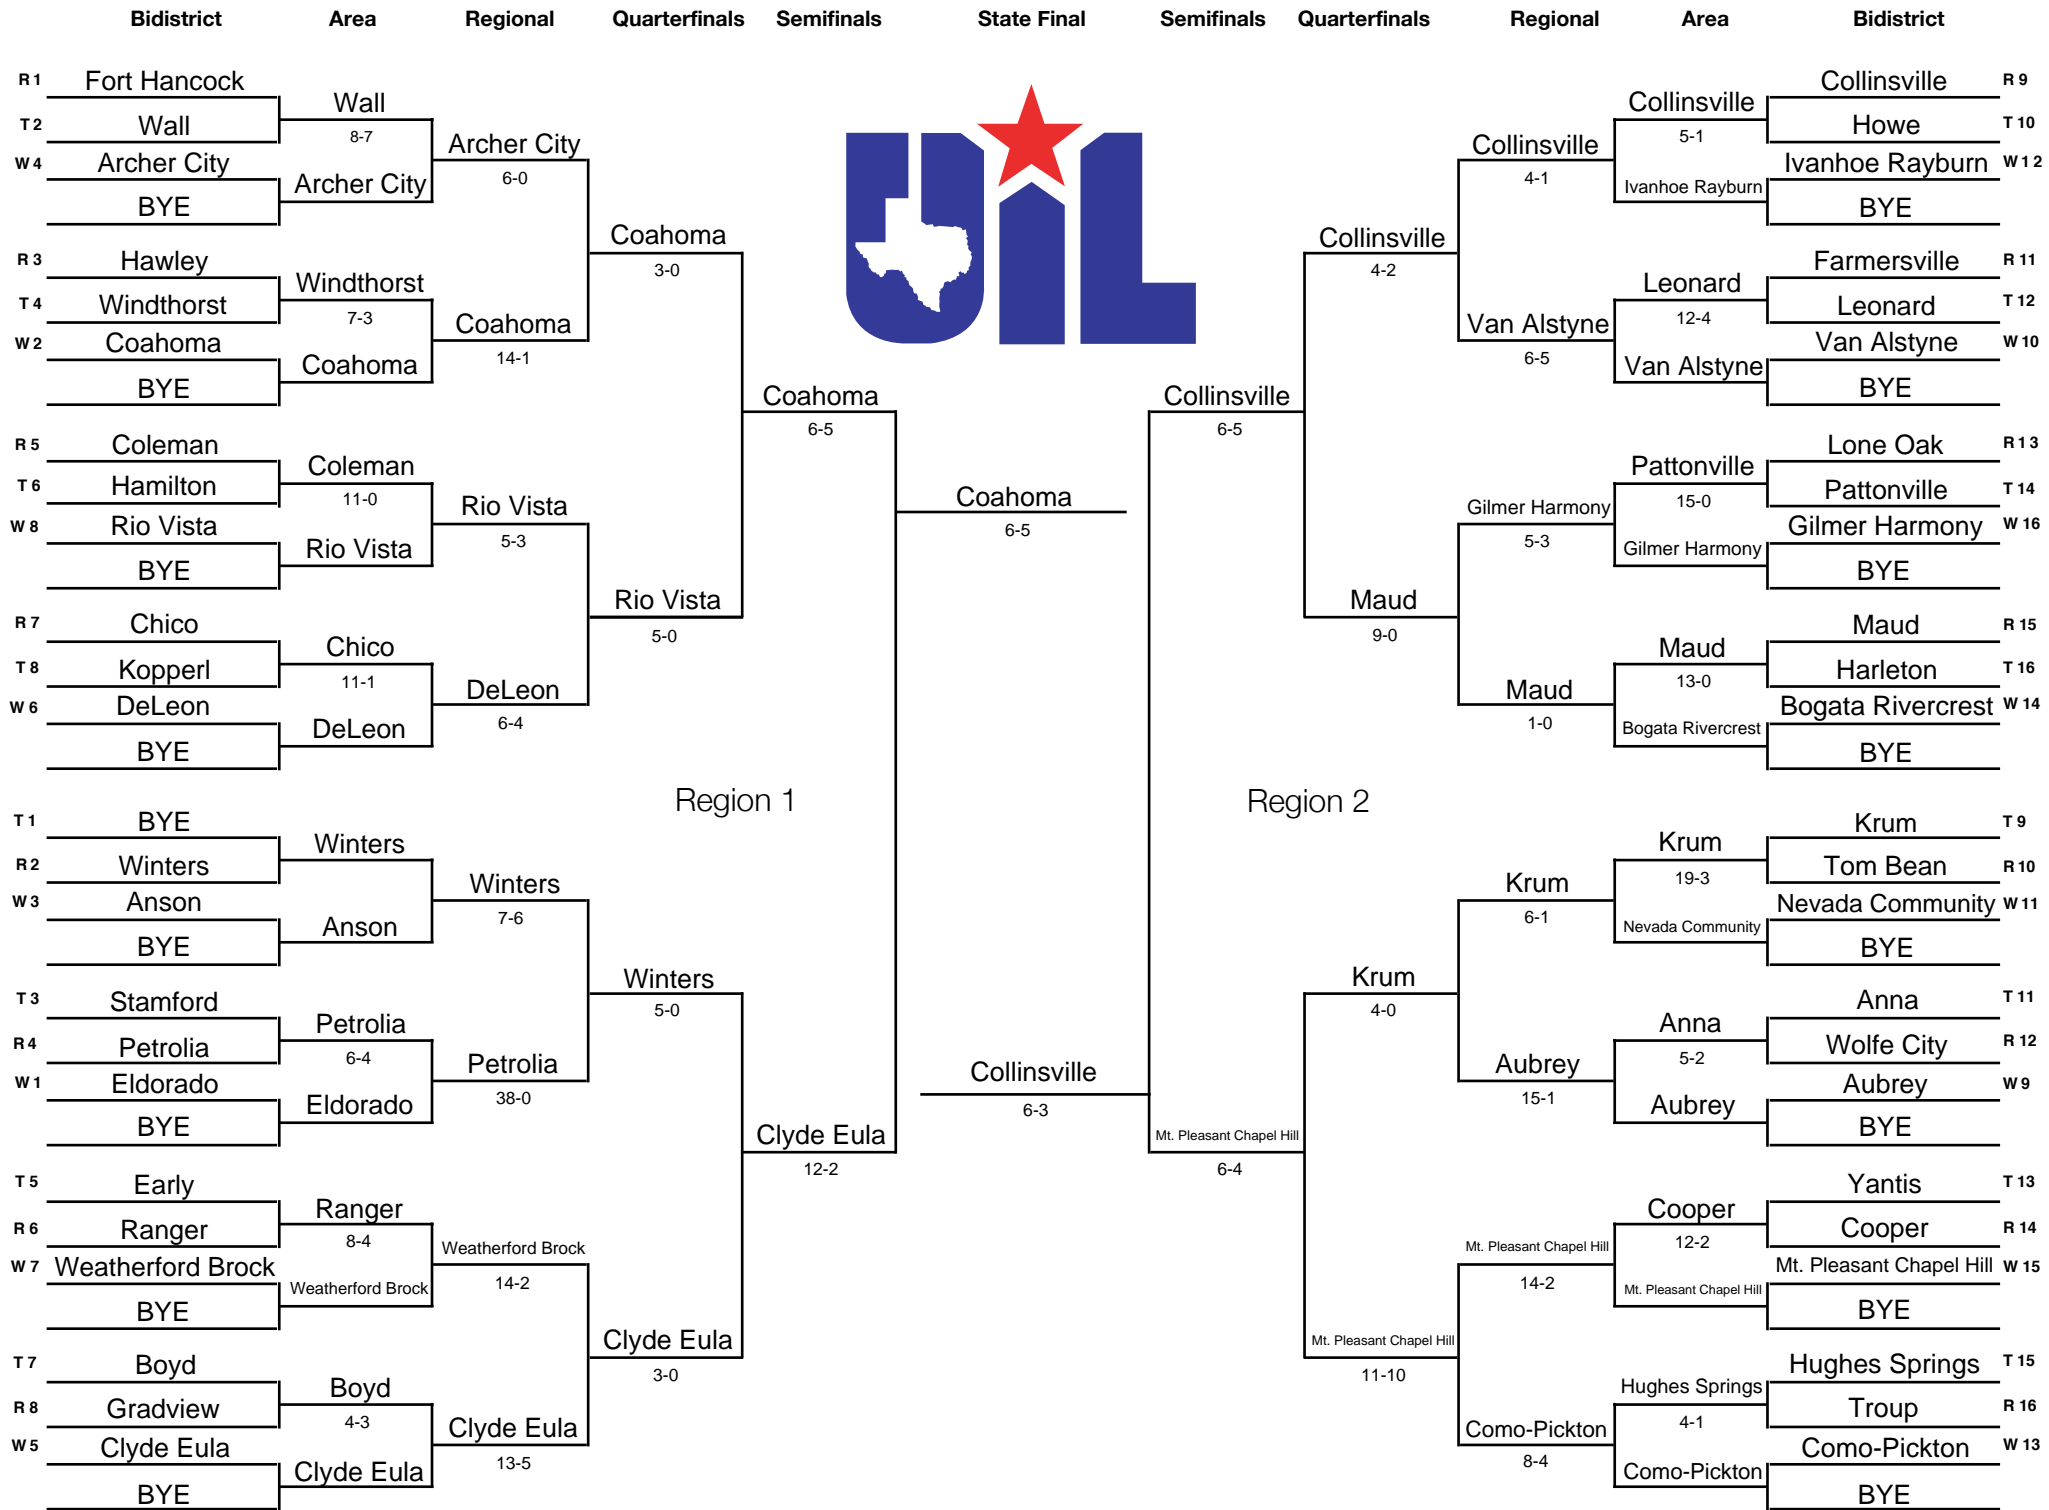 Bidistrict Area Regional Quarterfinals Semifinals State Final Semifinals Quarterfinals Regional Area Bidistrict
R 1 Fort Hancock
Wall
8-7
T 2 Wall
Archer City
6-0
W 4 Archer City
Archer City
BYE
Coahoma
3-0
R 3 Hawley
Windthorst
7-3
T 4 Windthorst
Coahoma
14-1
W 2 Coahoma
Coahoma
BYE
Coahoma
6-5
R 5 Coleman
Coleman
11-0
T 6 Hamilton
Rio Vista
5-3
W 8 Rio Vista
Rio Vista
BYE
Rio Vista
5-0
R 7 Chico
Chico
11-1
T 8 Kopperl
DeLeon
6-4
W 6 DeLeon
DeLeon
BYE
Region 1
T 1 BYE
Winters
R 2 Winters
Winters
7-6
W 3 Anson
Anson
BYE
Winters
5-0
T 3 Stamford
Petrolia
6-4
R 4 Petrolia
Petrolia
38-0
W 1 Eldorado
Eldorado
BYE
Clyde Eula
12-2
T 5 Early
Ranger
8-4
R 6 Ranger
Weatherford Brock
14-2
W 7 Weatherford Brock
Weatherford Brock
BYE
Clyde Eula
3-0
T 7 Boyd
Boyd
4-3
R 8 Gradview
Clyde Eula
13-5
W 5 Clyde Eula
Clyde Eula
BYE
UIL
Coahoma
6-5
Collinsville
6-3
Collinsville R 9
Collinsville
5-1
Howe T 10
Collinsville
4-1
Ivanhoe Rayburn W 1 2
Ivanhoe Rayburn
BYE
Collinsville
4-2
Farmersville R 11
Leonard
12-4
Leonard T 12
Van Alstyne
6-5
Van Alstyne W 10
Van Alstyne
BYE
Collinsville
6-5
Lone Oak R 1 3
Pattonville
15-0
Pattonville T 14
Gilmer Harmony
5-3
Gilmer Harmony W 16
Gilmer Harmony
BYE
Maud
9-0
Maud R 15
Maud
13-0
Harleton T 16
Maud
1-0
Bogata Rivercrest W 14
Bogata Rivercrest
BYE
Region 2
Krum T 9
Krum
19-3
Tom Bean R 10
Krum
6-1
Nevada Community W 11
Nevada Community
BYE
Krum
4-0
Anna T 11
Anna
5-2
Wolfe City R 12
Aubrey
15-1
Aubrey W 9
Aubrey
BYE
Mt. Pleasant Chapel Hill
6-4
Yantis T 13
Cooper
12-2
Cooper R 14
Mt. Pleasant Chapel Hill
14-2
Mt. Pleasant Chapel Hill W 15
Mt. Pleasant Chapel Hill
BYE
Mt. Pleasant Chapel Hill
11-10
Hughes Springs T 15
Hughes Springs
4-1
Troup R 16
Como-Pickton
8-4
Como-Pickton W 13
Como-Pickton
BYE